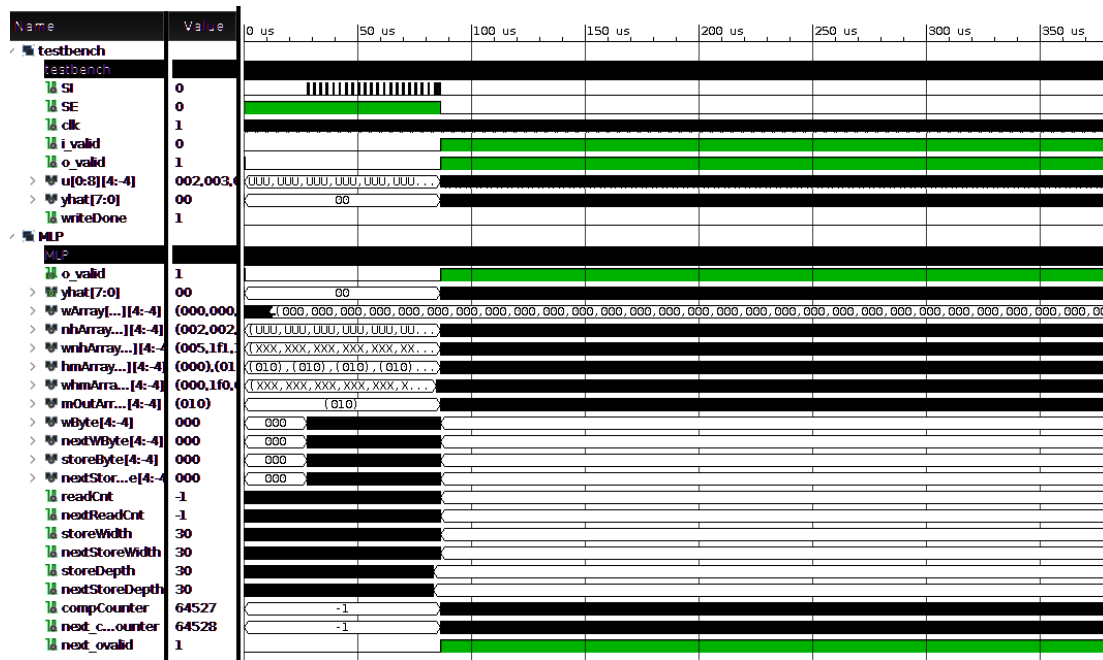 Name Value 0 us 50 us 100 us 150 us 200 us 250 us 300 us 350 us
testbench
testbench
SI 0
SE 0
clk 1
i_valid 0
o_valid 1
u[0:8][4:-4] 002,003,0 (UUU,UUU,UUU,UUU,UUU,UUU...
yhat[7:0] 00 00
writeDone 1
MLP
MLP
o_valid 1
yhat[7:0] 00 00
wArray[...][4:-4] (000,000, (000,000,000,000,000,000,000,000,000,000,000,000,000,000,000,000,000,000,000,000,000,00
nhArray...][4:-4] (002,002, (UUU,UUU,UUU,UUU,UUU,UU...
wnhArray...][4:-4 (005,1f1, (XXX,XXX,XXX,XXX,XXX,XX...
hmArray...][4:-4] (000),(01 (010),(010),(010),(010)...
whmArra...[4:-4] (000,1f0, (XXX,XXX,XXX,XXX,XXX,X...
mOutArr...[4:-4] (010) (010)
wByte[4:-4] 000 000
nextWByte[4:-4] 000 000
storeByte[4:-4] 000 000
nextStor...e[4:-4 000 000
readCnt -1
nextReadCnt -1
storeWidth 30
nextStoreWidth 30
storeDepth 30
nextStoreDepth 30
compCounter 64527 -1
next_c...ounter 64528 -1
next_ovalid 1